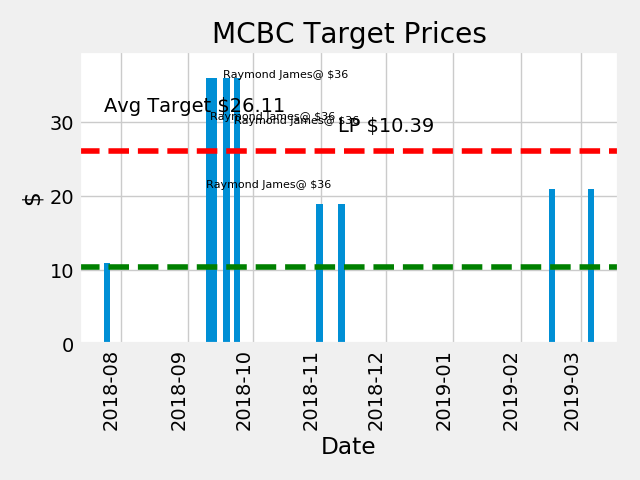 MCBC Target Prices
Raymond James@ $36
Avg Target $26.11
Raymond James@ $36
Raymond James@ $36
LP $10.39
Raymond James@ $36
$
30
20
10
0
2018-08
2018-09
2018-10
2018-11
2018-12
2019-01
2019-02
2019-03
Date